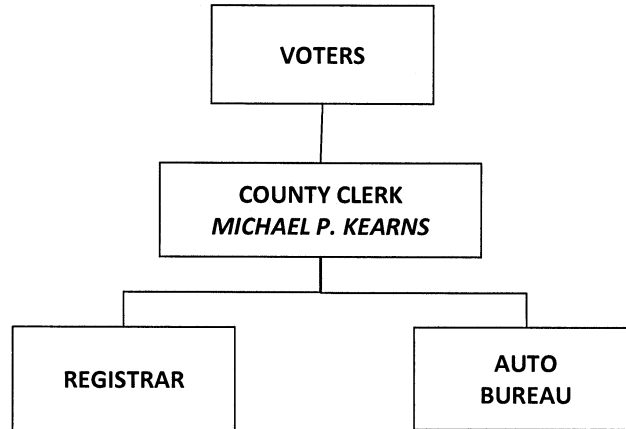 VOTERS
COUNTY CLERK
MICHAEL P. KEARNS
REGISTRAR
AUTO
BUREAU